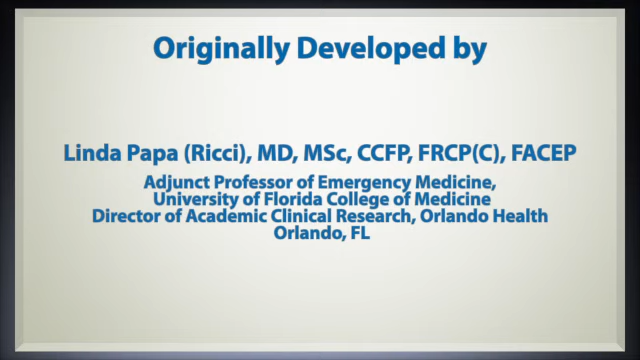 Originally Developed by
Linda Papa (Ricci), MD, MSc, CCFP, FRCP(C), FACEP
Adjunct Professor of Emergency Medicine,
University of Florida College of Medicine
Director of Academic Clinical Research, Orlando Health
Orlando, FL